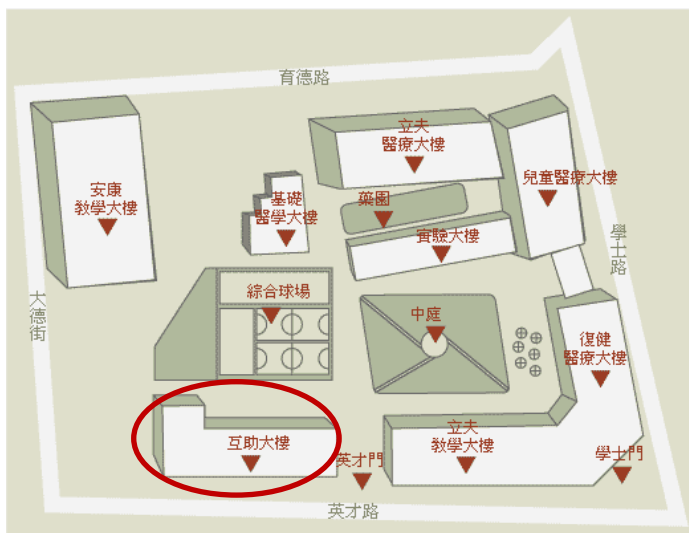 育德路
立夫
醫療大樓
安康
教學大樓
基礎
醫學大樓
藥園
兒童醫療大樓
實驗大樓
學士路
大德街
綜合球場
中庭
復健
醫療大樓
互助大樓
英才門
立夫
教學大樓
學士門
英才路